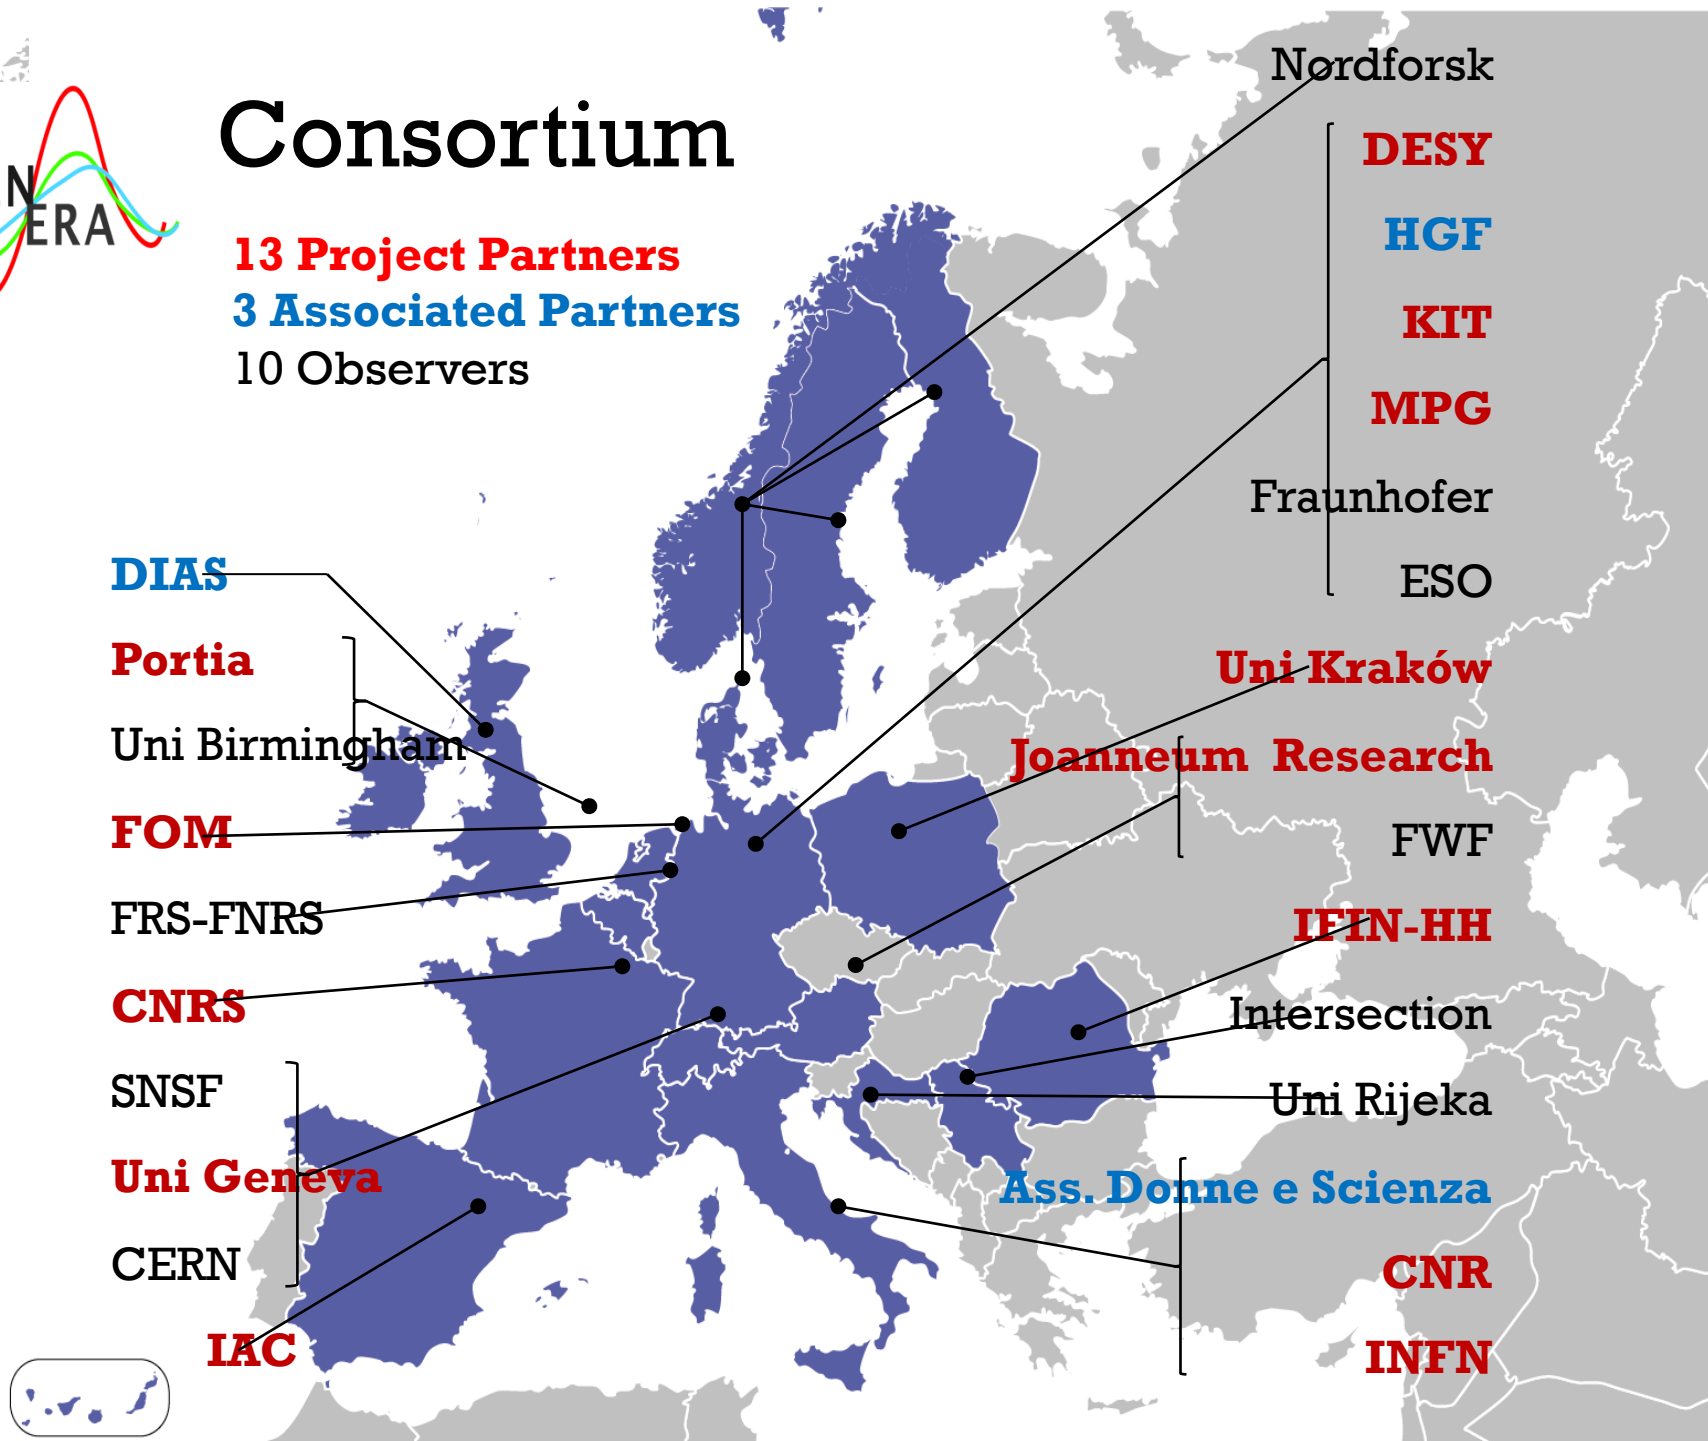 N
ERA
Consortium
13 Project Partners
3 Associated Partners
10 Observers
DIAS
Portia
Uni Birmingham
FOM
FRS-FNRS
CNRS
SNSF
Uni Geneva
CERN
IAC
Nordforsk
DESY
HGF
KIT
MPG
Fraunhofer
ESO
Uni Kraków
Joanneum Research
FWF
IFIN-HH
Intersection
Uni Rijeka
Ass. Donne e Scienza
CNR
INFN